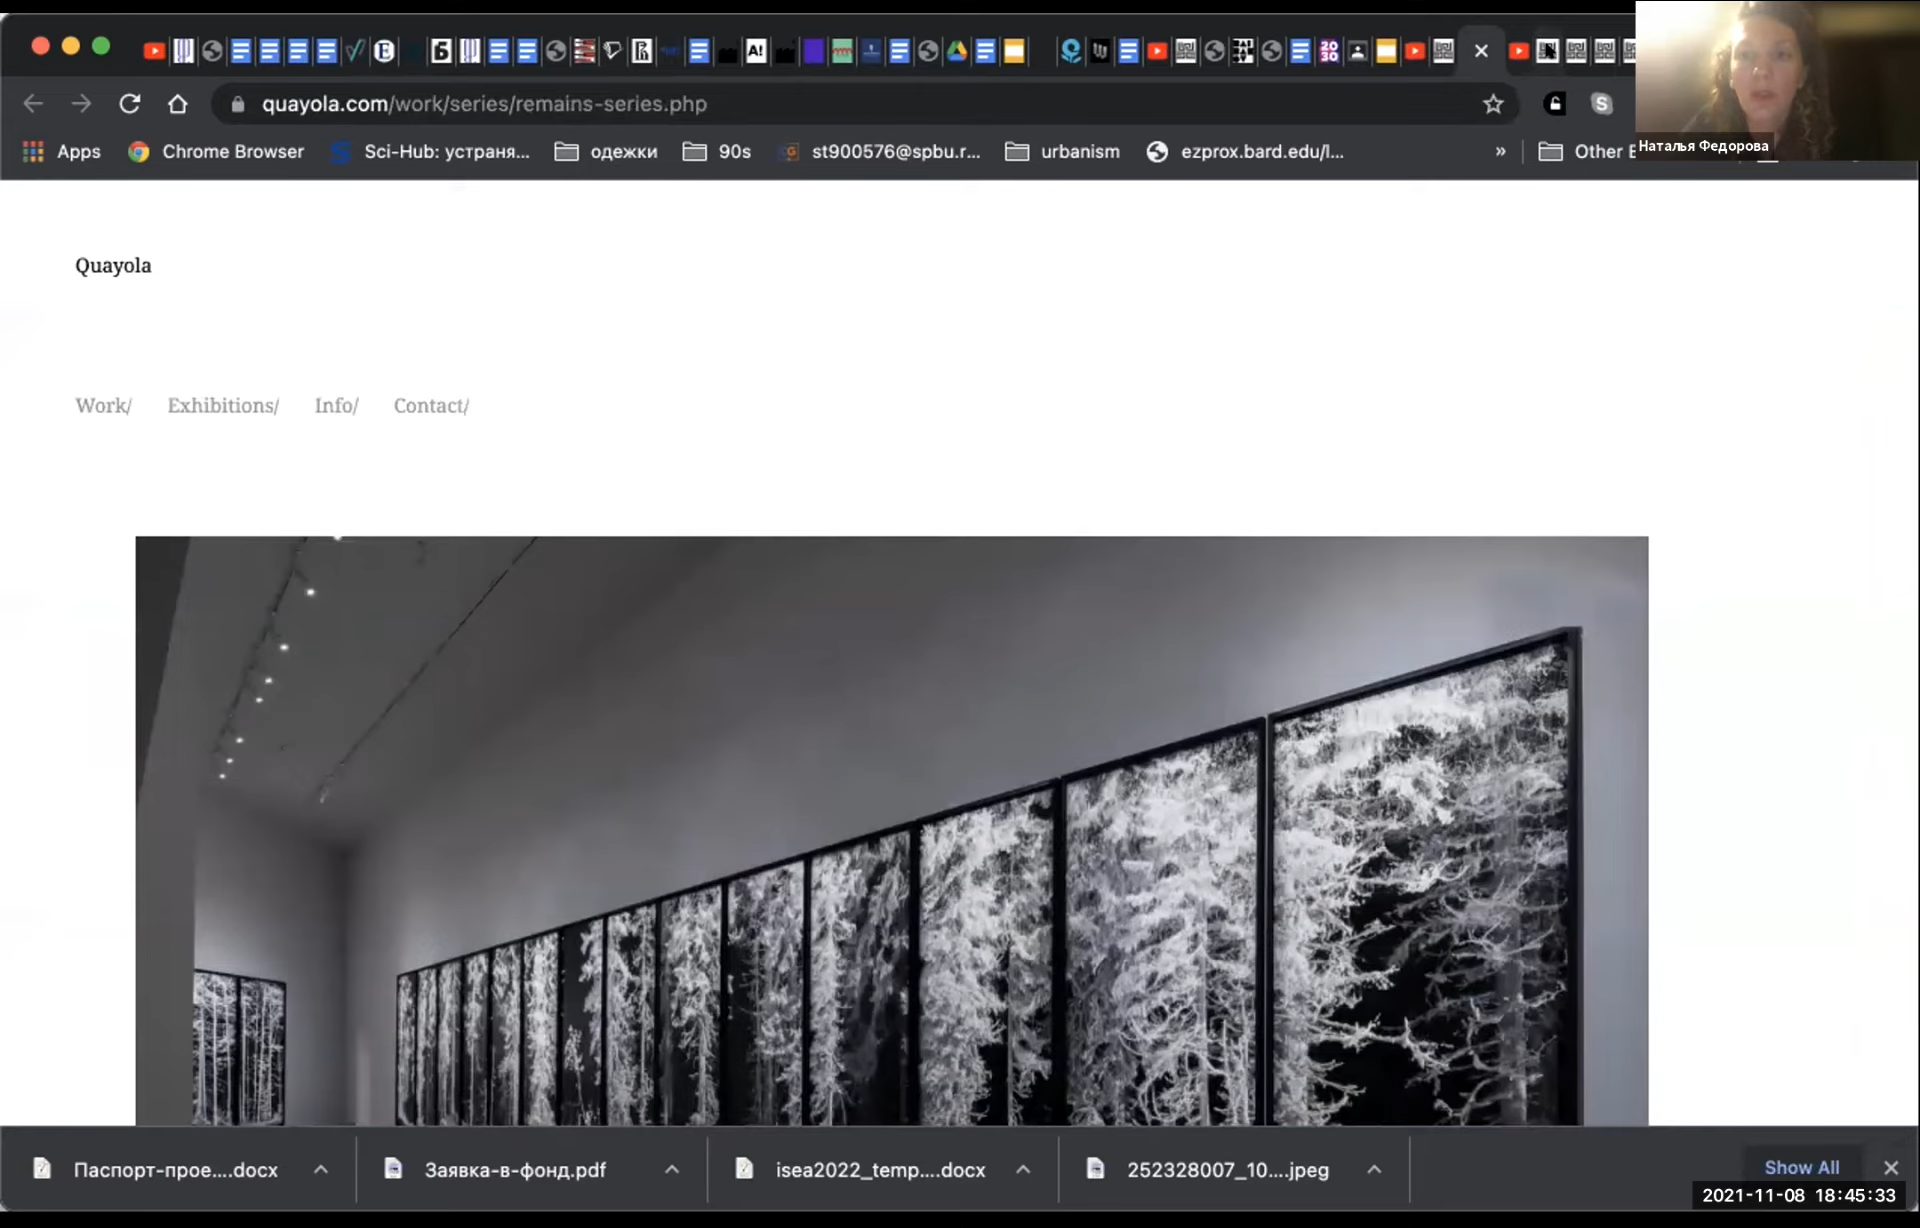 quayola.com/work/series/remains-series.php
Apps
Chrome Browser
Sci-Hub: устраня...
одежки
90s
st900576@spbu.r...
urbanism
ezprox.bard.edu/l...
»
Other
Наталья Федорова
Quayola
Work/ Exhibitions/ Info/ Contact/
Паспорт-прое....docx
Заявка-в-фонд.pdf
isea2022_temp....docx
252328007_10....jpeg
Show All
2021-11-08 18:45:33